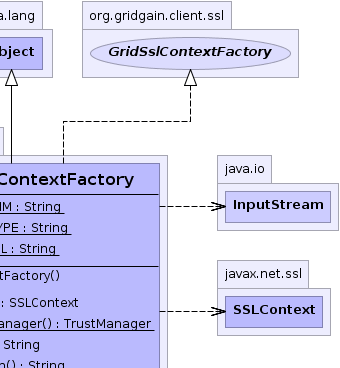 a.lang
org.gridgain.client.ssl
bject
GridSslContextFactory
ContextFactory
java.io
InputStream
HM : String
YPE : String
L : String
tFactory()
: SSLContext
anager() : TrustManager
String
m() : String
javax.net.ssl
SSLContext